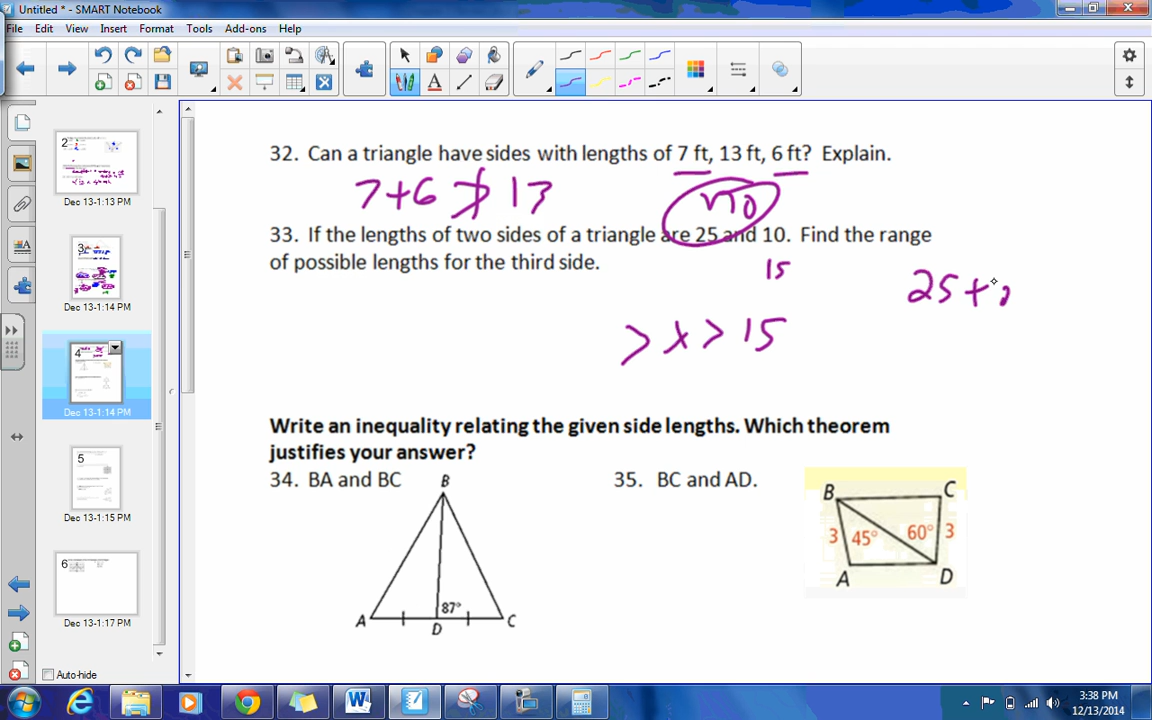 Untitled * - SMART Notebook
File Edit View Insert Format Tools Add-ons Help
2
Dec 13-1:13 PM
3
Dec 13-1:14 PM
4
Dec 13-1:14 PM
5
Dec 13-1:15 PM
6
Dec 13-1:17 PM
Auto-hide
32. Can a triangle have sides with lengths of 7 ft, 13 ft, 6 ft? Explain.
7+6 ≯ 13 no
33. If the lengths of two sides of a triangle are 25 and 10. Find the range
of possible lengths for the third side.
15
25+
> x > 15
Write an inequality relating the given side lengths. Which theorem
justifies your answer?
34. BA and BC
B
87°
A
D
C
35. BC and AD.
B
C
3
45°
60°
3
A
D
3:38 PM
12/13/2014